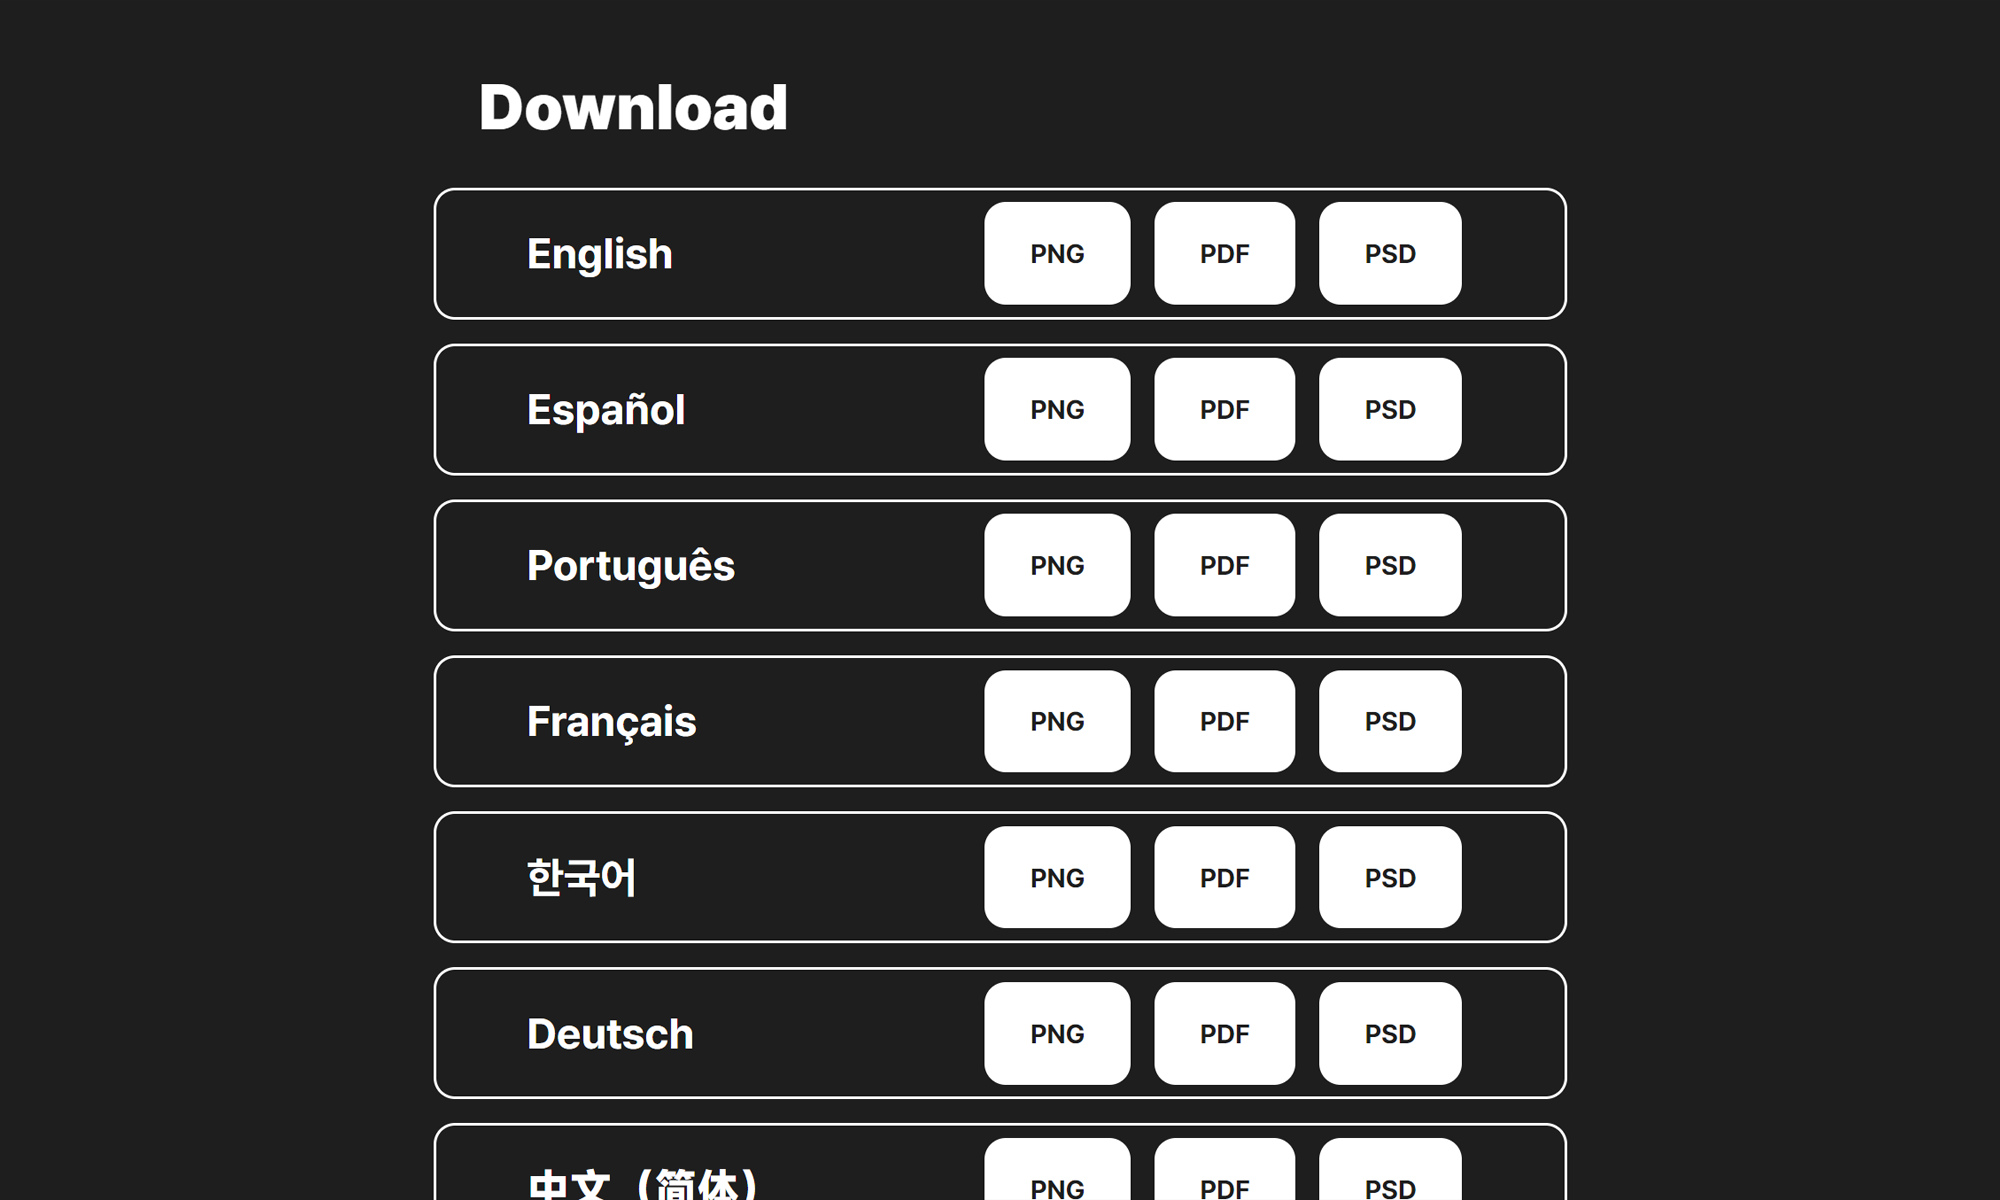 Download
English PNG PDF PSD
Español PNG PDF PSD
Português PNG PDF PSD
Français PNG PDF PSD
한국어 PNG PDF PSD
Deutsch PNG PDF PSD
中文（简体） PNG PDF PSD